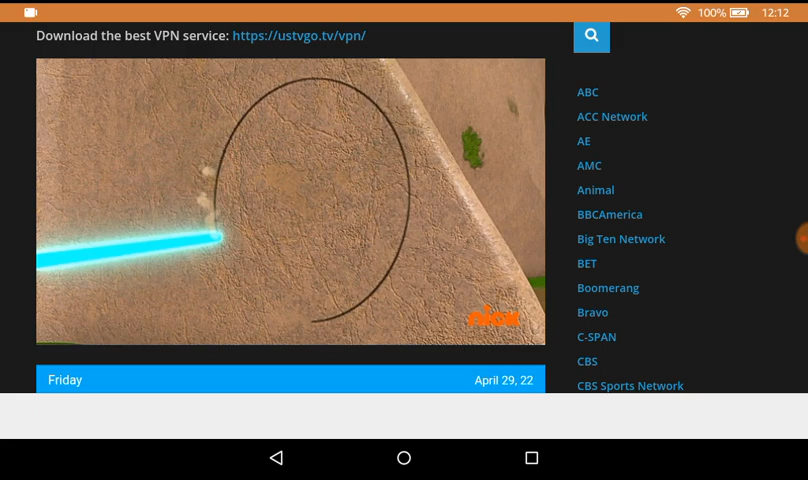 100% 12:12
Download the best VPN service: https://ustvgo.tv/vpn/
nick
Friday April 29, 22
ABC
ACC Network
AE
AMC
Animal
BBCAmerica
Big Ten Network
BET
Boomerang
Bravo
C-SPAN
CBS
CBS Sports Network